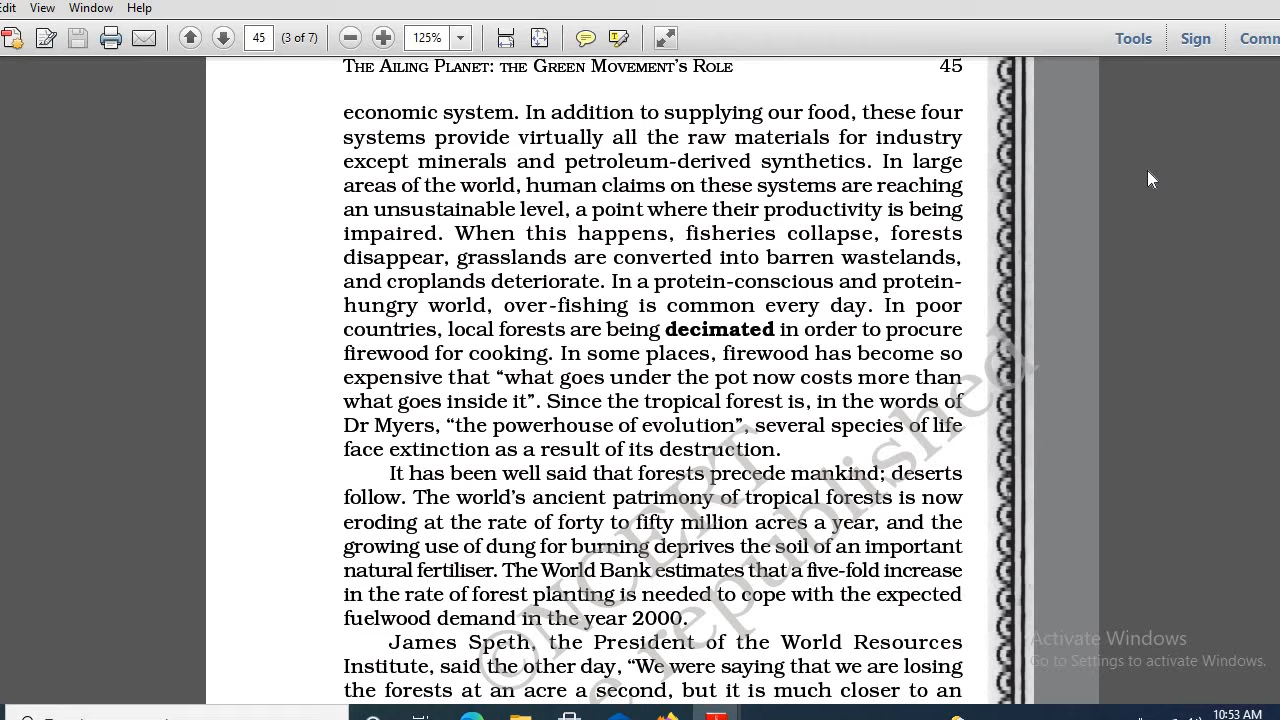 Edit View Window Help
45 (3 of 7) 125% Tools Sign Comm
THE AILING PLANET: THE GREEN MOVEMENT'S ROLE 45
economic system. In addition to supplying our food, these four
systems provide virtually all the raw materials for industry
except minerals and petroleum-derived synthetics. In large
areas of the world, human claims on these systems are reaching
an unsustainable level, a point where their productivity is being
impaired. When this happens, fisheries collapse, forests
disappear, grasslands are converted into barren wastelands,
and croplands deteriorate. In a protein-conscious and protein-
hungry world, over-fishing is common every day. In poor
countries, local forests are being decimated in order to procure
firewood for cooking. In some places, firewood has become so
expensive that “what goes under the pot now costs more than
what goes inside it”. Since the tropical forest is, in the words of
Dr Myers, “the powerhouse of evolution”, several species of life
face extinction as a result of its destruction.
It has been well said that forests precede mankind; deserts
follow. The world's ancient patrimony of tropical forests is now
eroding at the rate of forty to fifty million acres a year, and the
growing use of dung for burning deprives the soil of an important
natural fertiliser. The World Bank estimates that a five-fold increase
in the rate of forest planting is needed to cope with the expected
fuelwood demand in the year 2000.
James Speth, the President of the World Resources
Institute, said the other day, “We were saying that we are losing
the forests at an acre a second, but it is much closer to an
©NCERT
republished
Activate Windows
Go to Settings to activate Windows.
10:53 AM